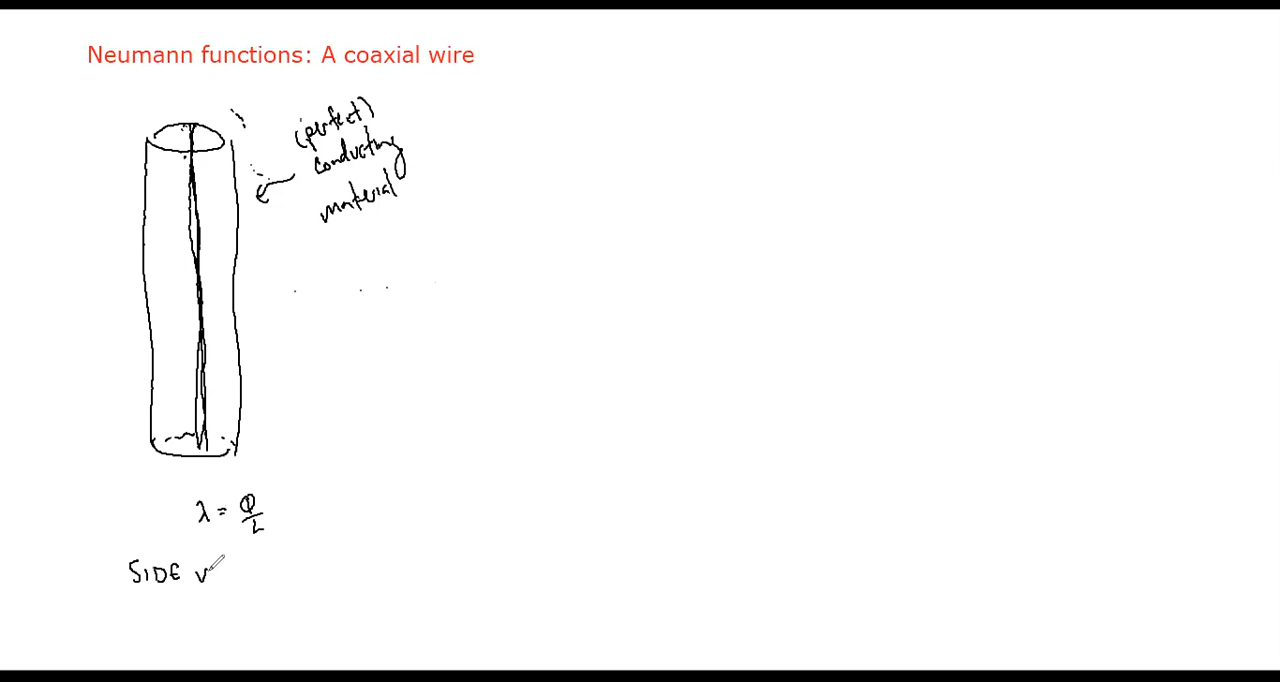 Neumann functions: A coaxial wire
(perfect)
conducting
material
λ = Q/L
SIDE V